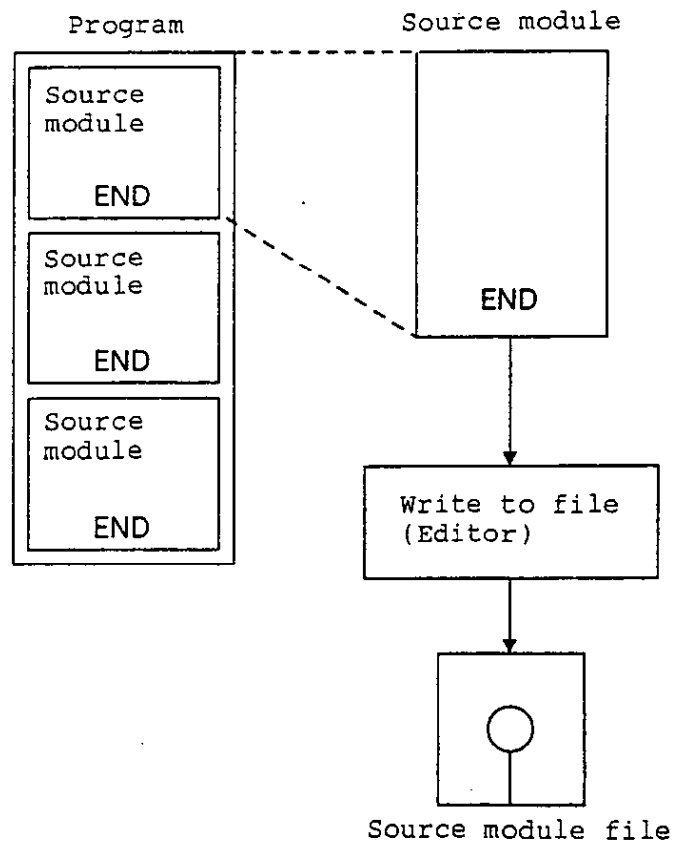 Program
Source
module
END
Source
module
END
Source
module
END
Source module
END
Write to file
(Editor)
Source module file